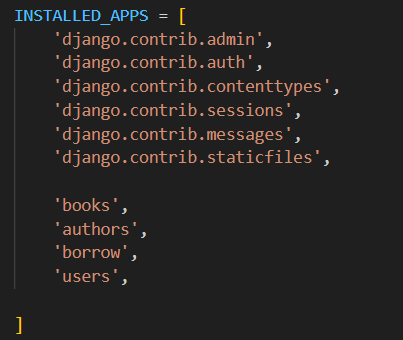 INSTALLED_APPS = [
    'django.contrib.admin',
    'django.contrib.auth',
    'django.contrib.contenttypes',
    'django.contrib.sessions',
    'django.contrib.messages',
    'django.contrib.staticfiles',

    'books',
    'authors',
    'borrow',
    'users',

]